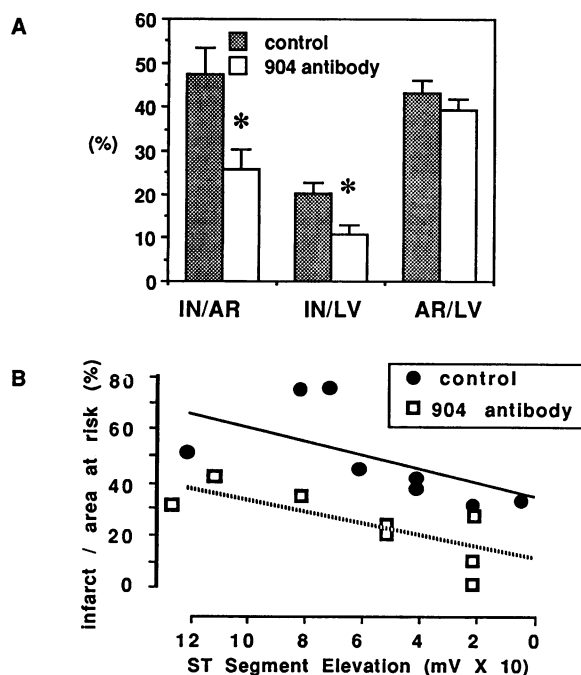 A
60
50
40
30
20
10
0
(%)
control
904 antibody
*
*
IN/AR IN/LV AR/LV
B
80
60
40
20
0
infarct / area at risk (%)
control
904 antibody
12 10 8 6 4 2 0
ST Segment Elevation (mV X 10)